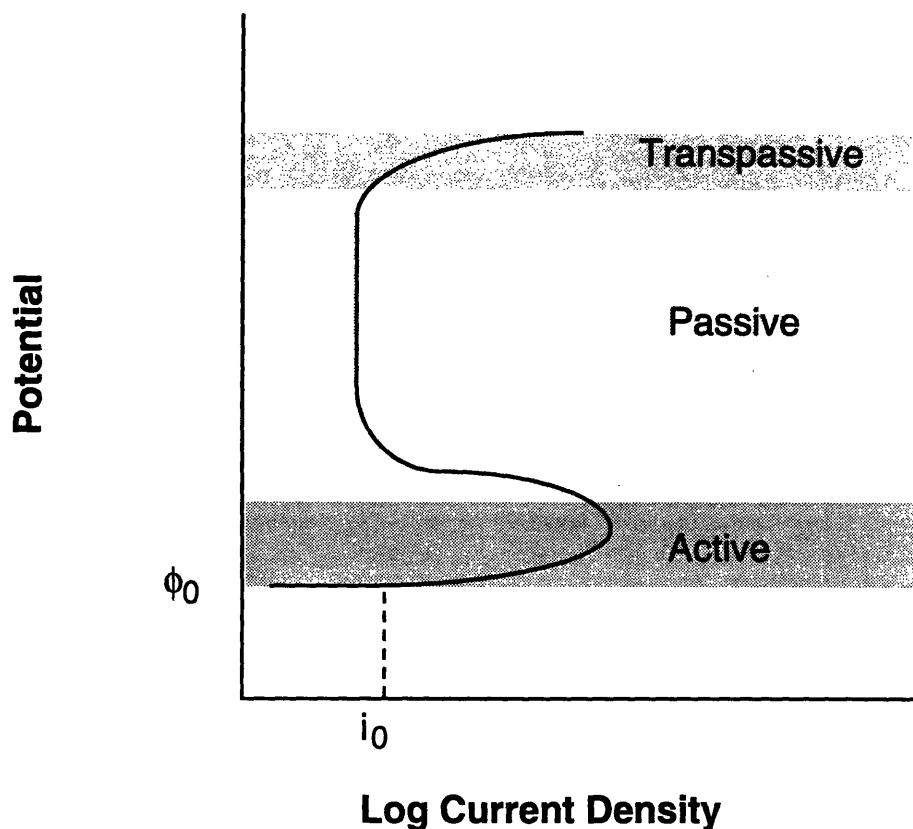 Transpassive
Potential
Passive
Active
ϕ0
i0
Log Current Density